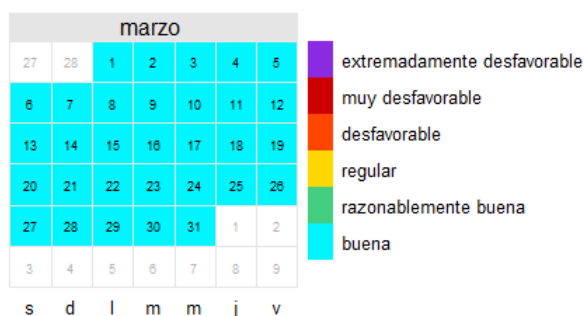 marzo
27 28 1 2 3 4 5
6 7 8 9 10 11 12
13 14 15 16 17 18 19
20 21 22 23 24 25 26
27 28 29 30 31 1 2
3 4 5 6 7 8 9
s d l m m j v
extremadamente desfavorable
muy desfavorable
desfavorable
regular
razonablemente buena
buena